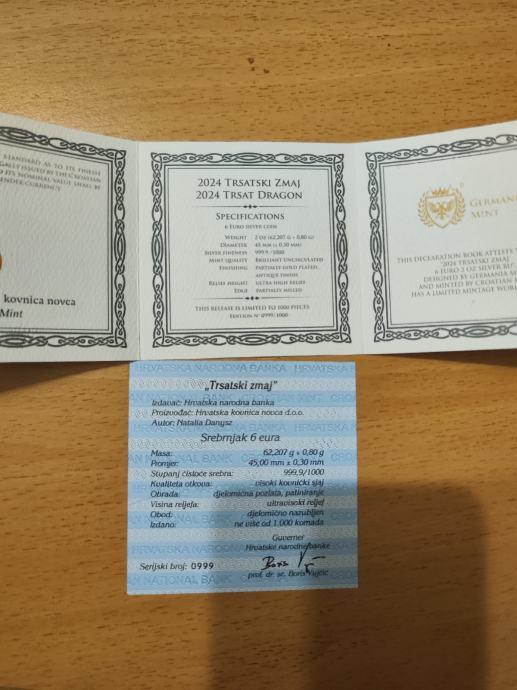 STANDARD AS TO ITS FINESS
LEGALLY ISSUED BY THE CROATIAN
ITS NOMINAL VALUE SHALL BE
TENDER CURRENCY
kovnica novca
Mint
2024 TRSATSKI ZMAJ
2024 TRSAT DRAGON
SPECIFICATIONS
6 EURO SILVER COIN
WEIGHT 2 OZ (62,207 G + 0,80 G)
DIAMETER 45 MM (± 0,30 MM)
SILVER FINENESS 999.9/1000
MINT QUALITY BRILLIANT UNCIRCULATED
FINISHING PARTIALLY GOLD PLATED,
ANTIQUE FINISH
RELIEF HEIGHT ULTRA HIGH RELIEF
EDGE PARTIALLY MILLED
THIS RELEASE IS LIMITED TO 1000 PIECES
EDITION N° 0999/1000
GERMANIA
MINT
THIS DECLARATION BOOK ATTESTS
"2024 TRSATSKI ZMAJ
6 EURO 2 OZ SILVER BU
DESIGNED BY GERMANIA M
AND MINTED BY CROATIAN M
HAS A LIMITED MINTAGE WORL
HRVATSKA NARODNA BANKA HRVATSKA N
„Trsatski zmaj”
Izdavač: Hrvatska narodna banka
Proizvođač: Hrvatska kovnica novca d.o.o.
Autor: Natalia Danysz
Srebrnjak 6 eura
Masa: 62,207 g + 0,80 g
Promjer: 45,00 mm ± 0,30 mm
Stupanj čistoće srebra: 999,9/1000
Kvaliteta otkova: visoki kovnički sjaj
Obrada: djelomična pozlata, patiniranje
Visina reljefa: ultravisoki reljef
Obod: djelomično nazubljen
Izdano: ne više od 1.000 komada
Guverner
Hrvatske narodne banke
Serijski broj: 0999
prof. dr. sc. Boris Vujčić